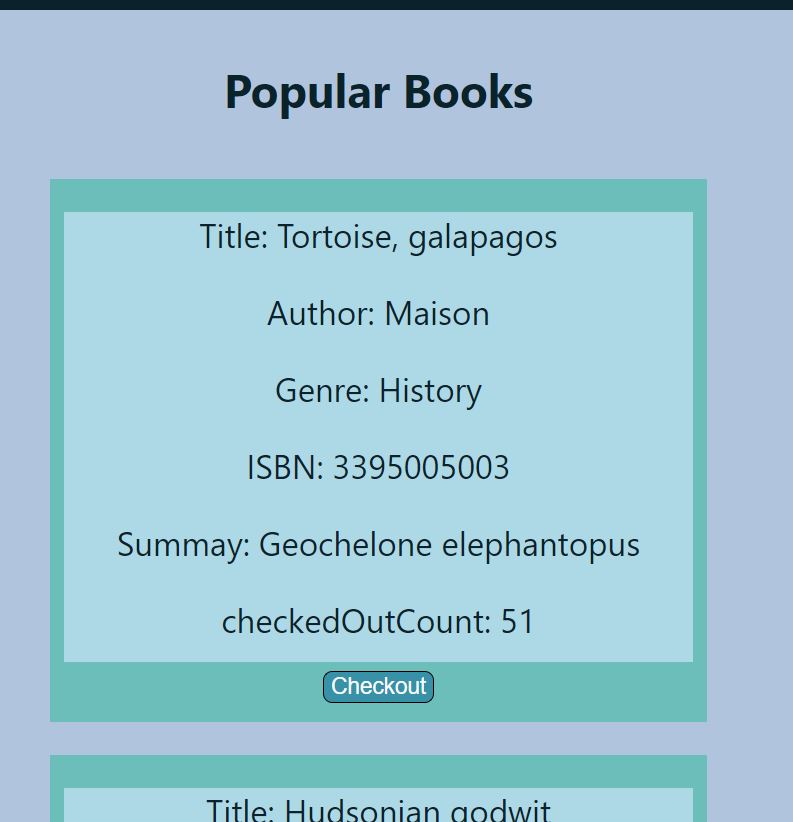 Popular Books
Title: Tortoise, galapagos
Author: Maison
Genre: History
ISBN: 3395005003
Summay: Geochelone elephantopus
checkedOutCount: 51
Checkout
Title: Hudsonian godwit